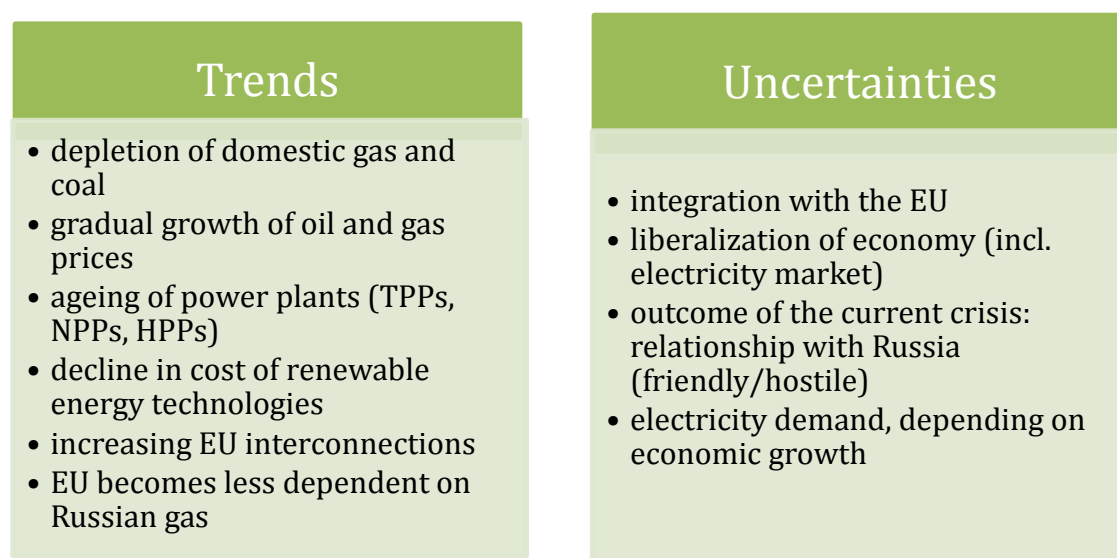 Trends
• depletion of domestic gas and
coal
• gradual growth of oil and gas
prices
• ageing of power plants (TPPs,
NPPs, HPPs)
• decline in cost of renewable
energy technologies
• increasing EU interconnections
• EU becomes less dependent on
Russian gas
Uncertainties
• integration with the EU
• liberalization of economy (incl.
electricity market)
• outcome of the current crisis:
relationship with Russia
(friendly/hostile)
• electricity demand, depending on
economic growth